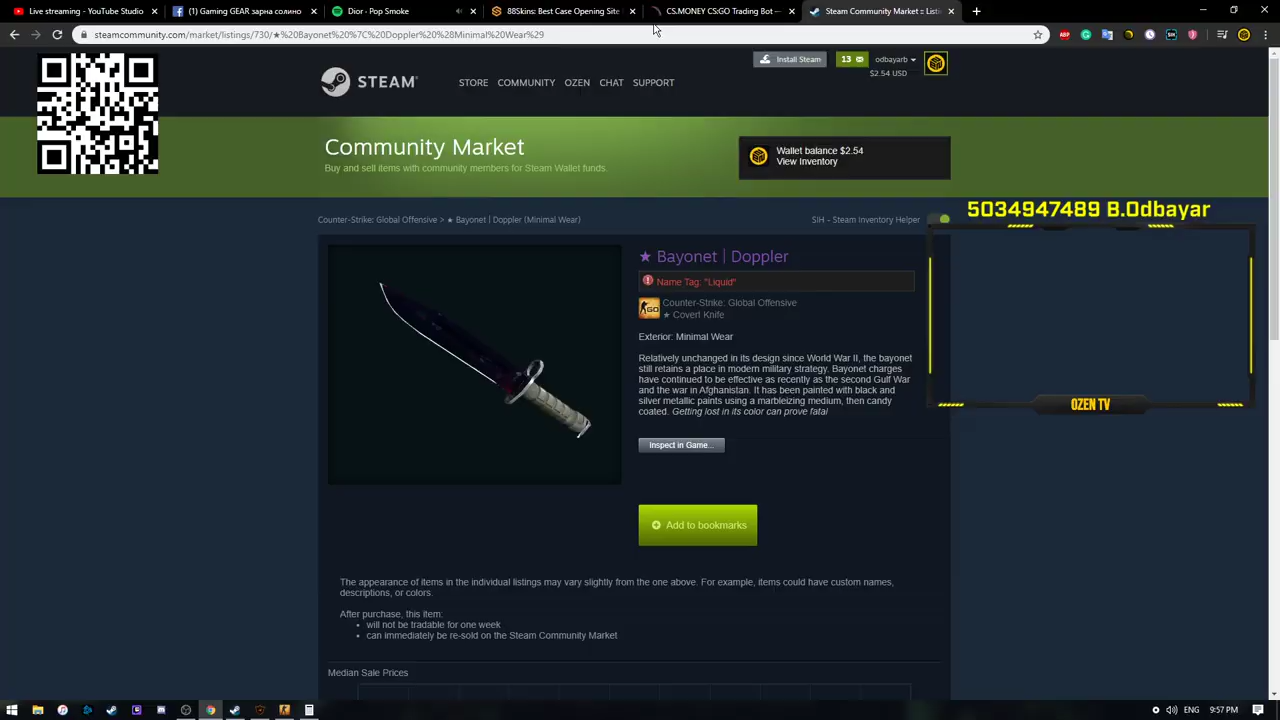 Live Streaming - YouTube Studio
(1) Gaming GEAR зарна солино
Dior - Pop Smoke
88Skins: Best Case Opening Site
CS.MONEY CS:GO Trading Bot —
Steam Community Market :: Listi
steamcommunity.com/market/listings/730/★%20Bayonet%20%7C%20Doppler%20%28Minimal%20Wear%29
STEAM
STORE
COMMUNITY
OZEN
CHAT
SUPPORT
Install Steam
13
odbayarb
$2.54 USD
Community Market
Buy and sell items with community members for Steam Wallet funds.
Wallet balance $2.54
View Inventory
Counter-Strike: Global Offensive > ★ Bayonet | Doppler (Minimal Wear)
SIH - Steam Inventory Helper
5034947489 B.Odbayar
★ Bayonet | Doppler
Name Tag: "Liquid"
Counter-Strike: Global Offensive
★ Covert Knife
Exterior: Minimal Wear
Relatively unchanged in its design since World War II, the bayonet
still retains a place in modern military strategy. Bayonet charges
have continued to be effective as recently as the second Gulf War
and the war in Afghanistan. It has been painted with black and
silver metallic paints using a marbleizing medium, then candy
coated. Getting lost in its color can prove fatal
OZEN TV
Inspect in Game...
Add to bookmarks
The appearance of items in the individual listings may vary slightly from the one above. For example, items could have custom names,
descriptions, or colors.
After purchase, this item:
• will not be tradable for one week
• can immediately be re-sold on the Steam Community Market
Median Sale Prices
ENG
9:57 PM